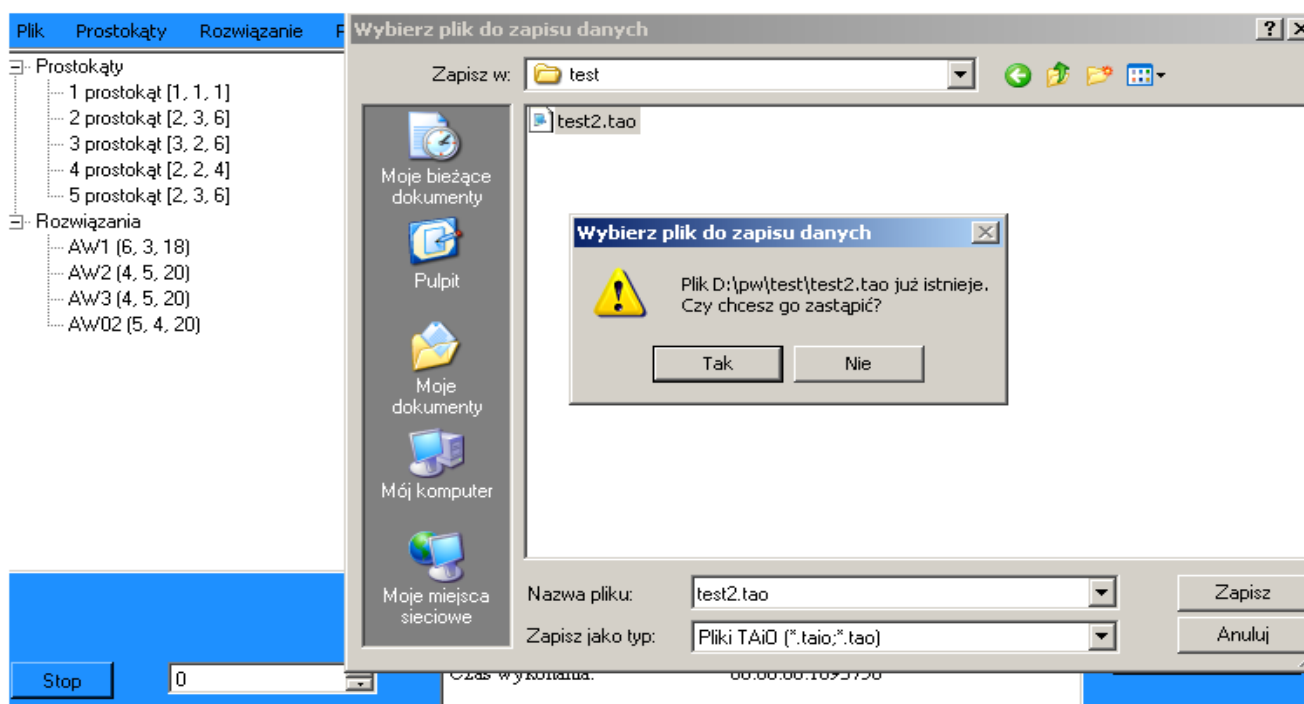 Plik Prostokąty Rozwiązanie
Prostokąty
1 prostokąt [1, 1, 1]
2 prostokąt [2, 3, 6]
3 prostokąt [3, 2, 6]
4 prostokąt [2, 2, 4]
5 prostokąt [2, 3, 6]
Rozwiązania
AW1 (6, 3, 18)
AW2 (4, 5, 20)
AW3 (4, 5, 20)
AW02 (5, 4, 20)
Stop 0
Wybierz plik do zapisu danych
Zapisz w: test
test2.tao
Moje bieżące
dokumenty
Pulpit
Moje
dokumenty
Mój komputer
Moje miejsca
sieciowe
Wybierz plik do zapisu danych
Plik D:\pw\test\test2.tao już istnieje.
Czy chcesz go zastąpić?
Tak Nie
Nazwa pliku: test2.tao Zapisz
Zapisz jako typ: Pliki TAiO (*.taio;*.tao) Anuluj
Czas wykonania: